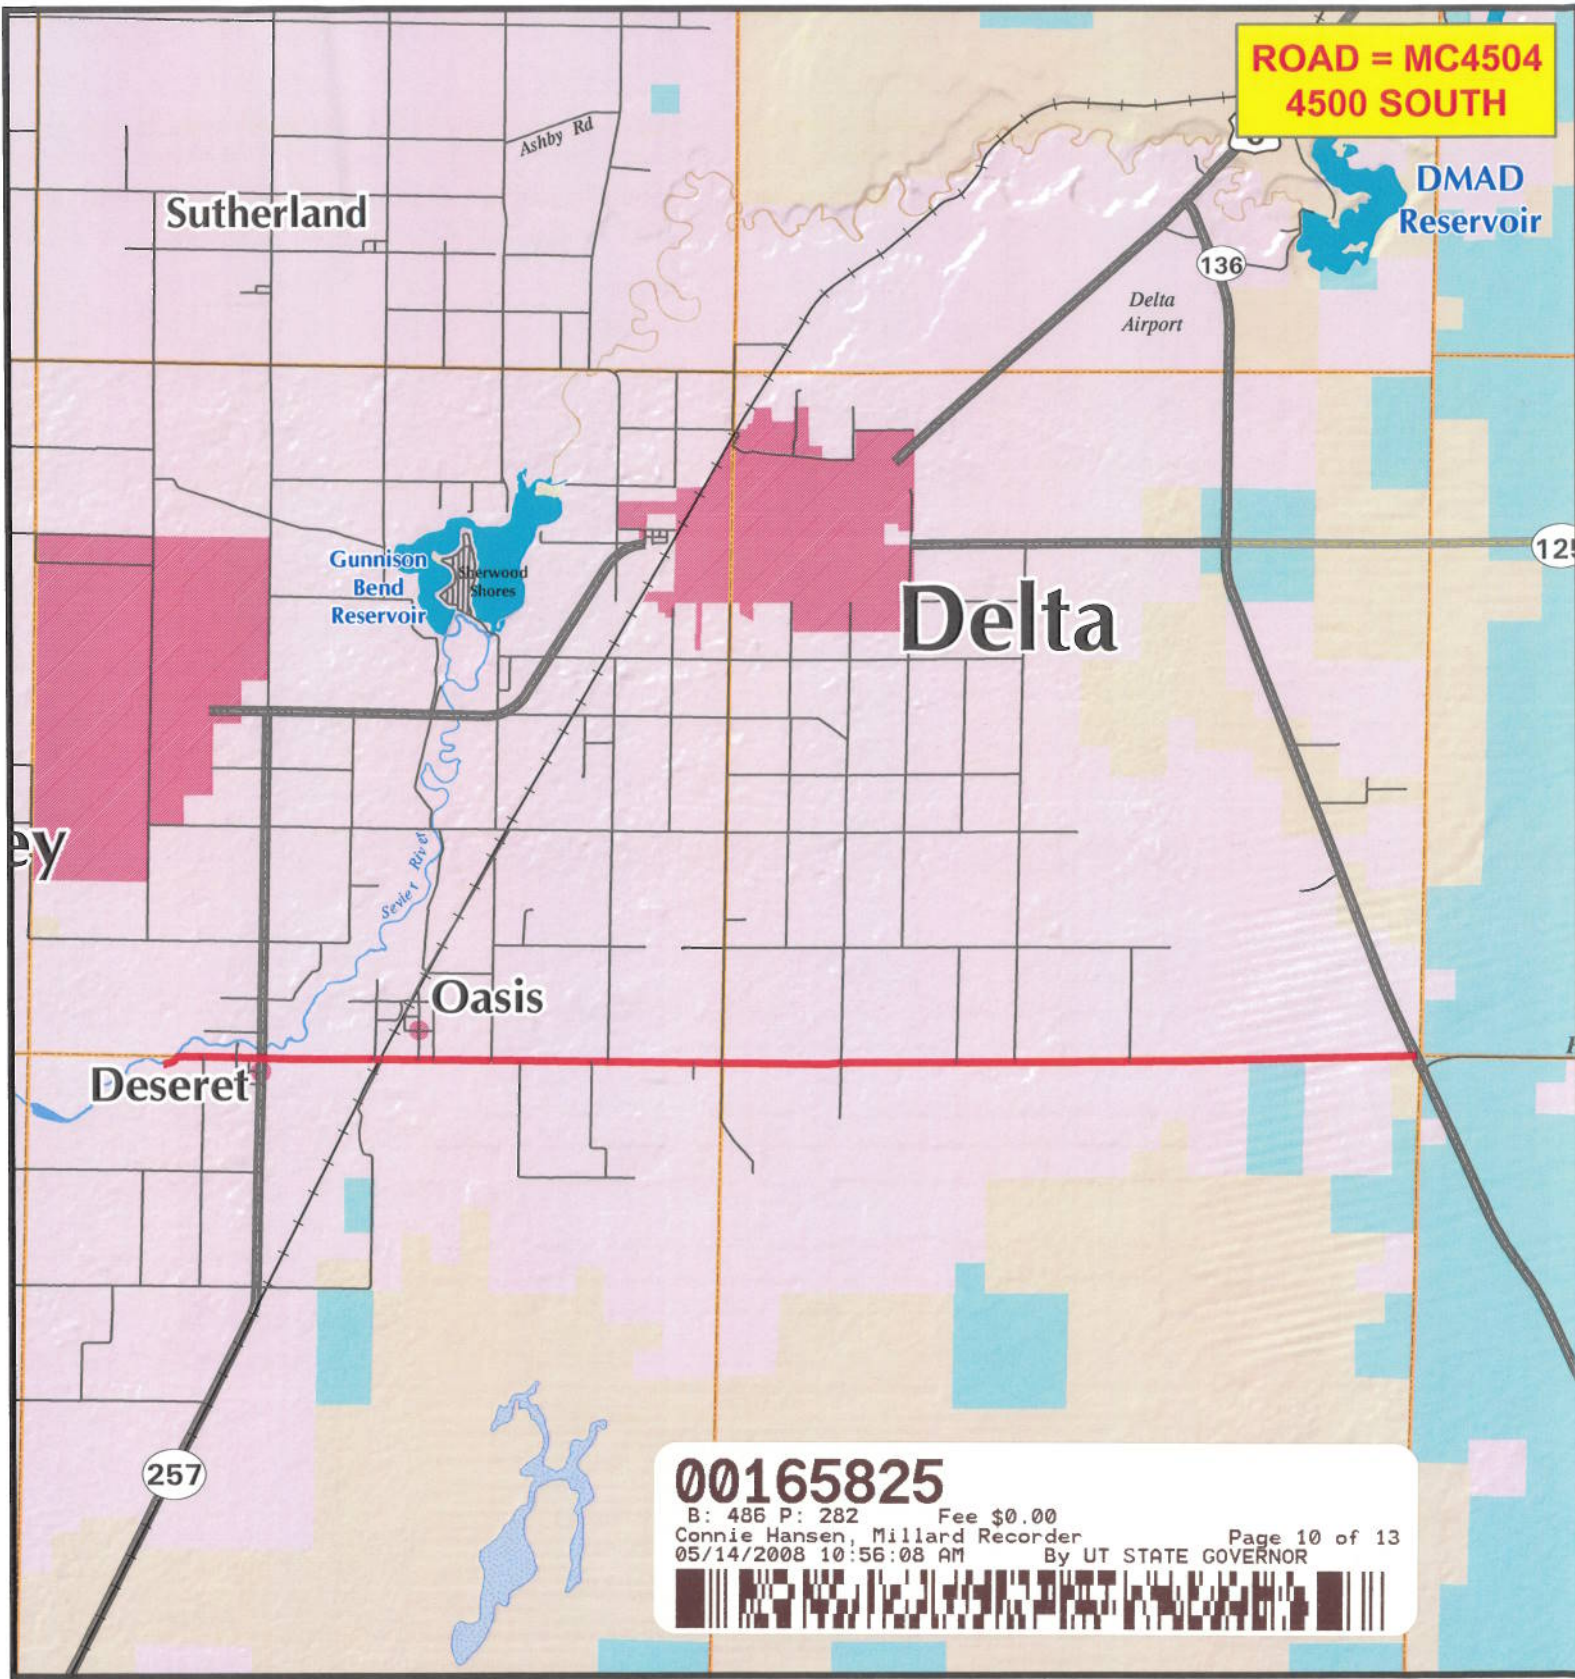 ROAD = MC4504
4500 SOUTH
Ashby Rd
DMAD
Reservoir
Sutherland
136
Delta
Airport
125
Gunnison
Bend
Reservoir
Sherwood
Shores
Delta
ey
Sevier River
Oasis
Deseret
257
00165825
B: 486 P: 282 Fee $0.00
Connie Hansen, Millard Recorder Page 10 of 13
05/14/2008 10:56:08 AM By UT STATE GOVERNOR